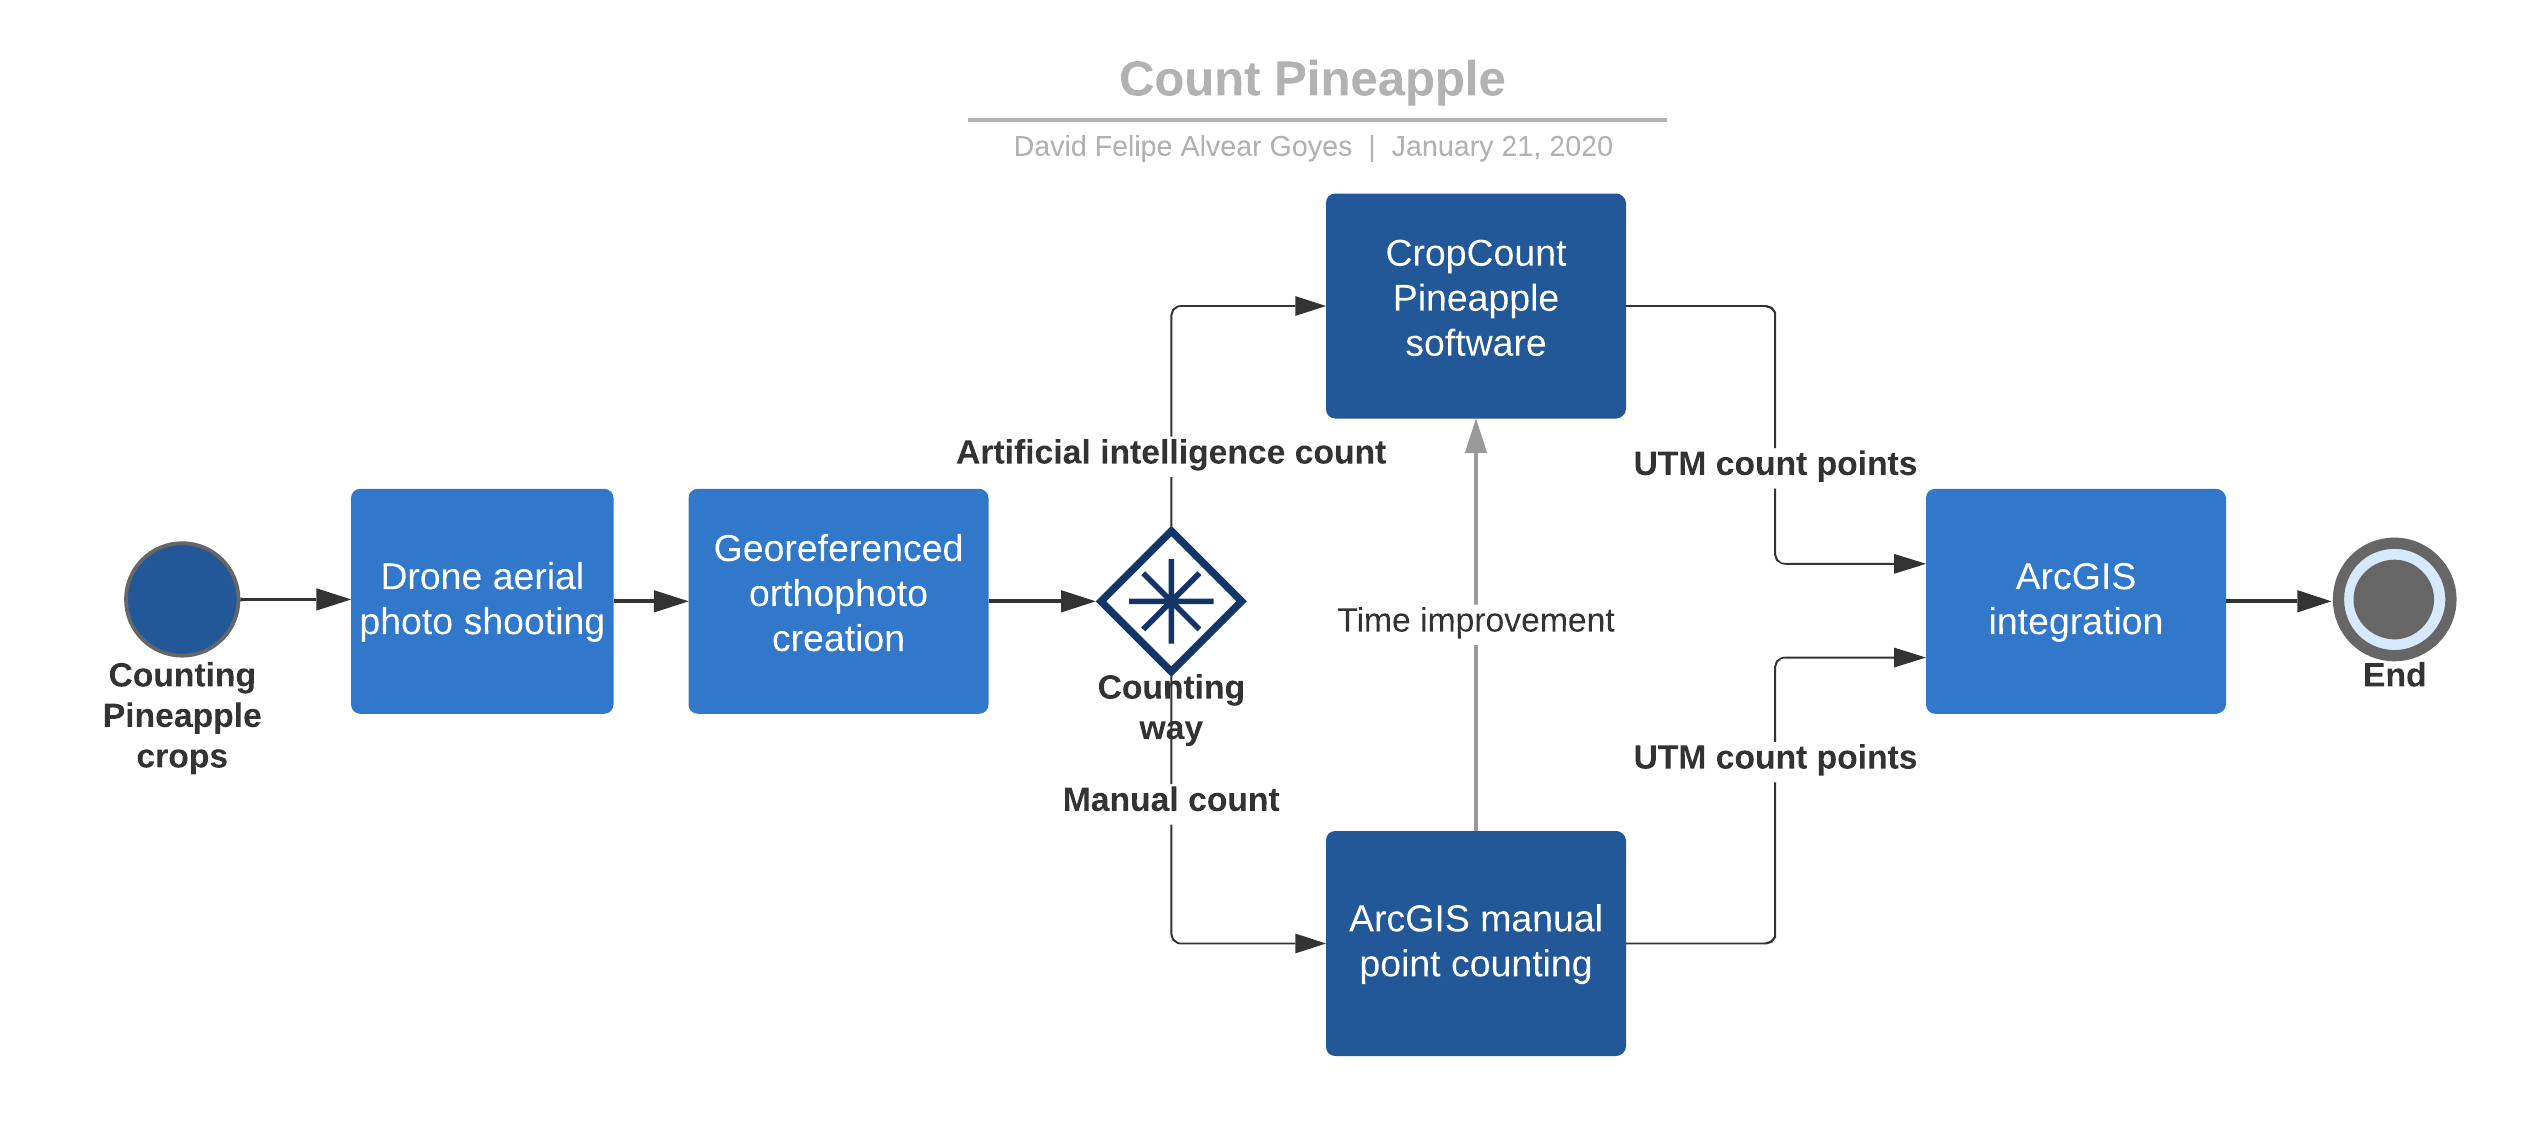 Count Pineapple
David Felipe Alvear Goyes | January 21, 2020
CropCount
Pineapple
software
Artificial intelligence count
UTM count points
Drone aerial
photo shooting
Georeferenced
orthophoto
creation
Time improvement
ArcGIS
integration
Counting
Pineapple
crops
Counting
way
End
Manual count
UTM count points
ArcGIS manual
point counting